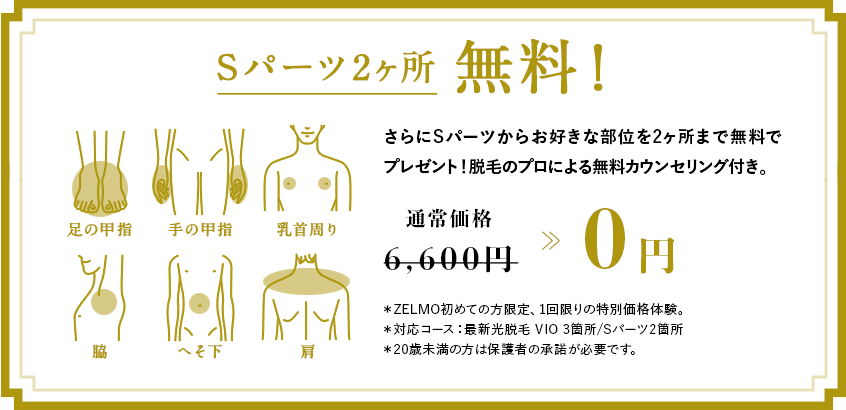 Sパーツ2ヶ所 無料！
さらにSパーツからお好きな部位を2ヶ所まで無料で
プレゼント！脱毛のプロによる無料カウンセリング付き。
足の甲指 手の甲指 乳首周り
脇 へそ下 肩
通常価格
6,600円 ≫ 0円
＊ZELMO初めての方限定、1回限りの特別価格体験。
＊対応コース：最新光脱毛 VIO 3箇所/Sパーツ2箇所
＊20歳未満の方は保護者の承諾が必要です。